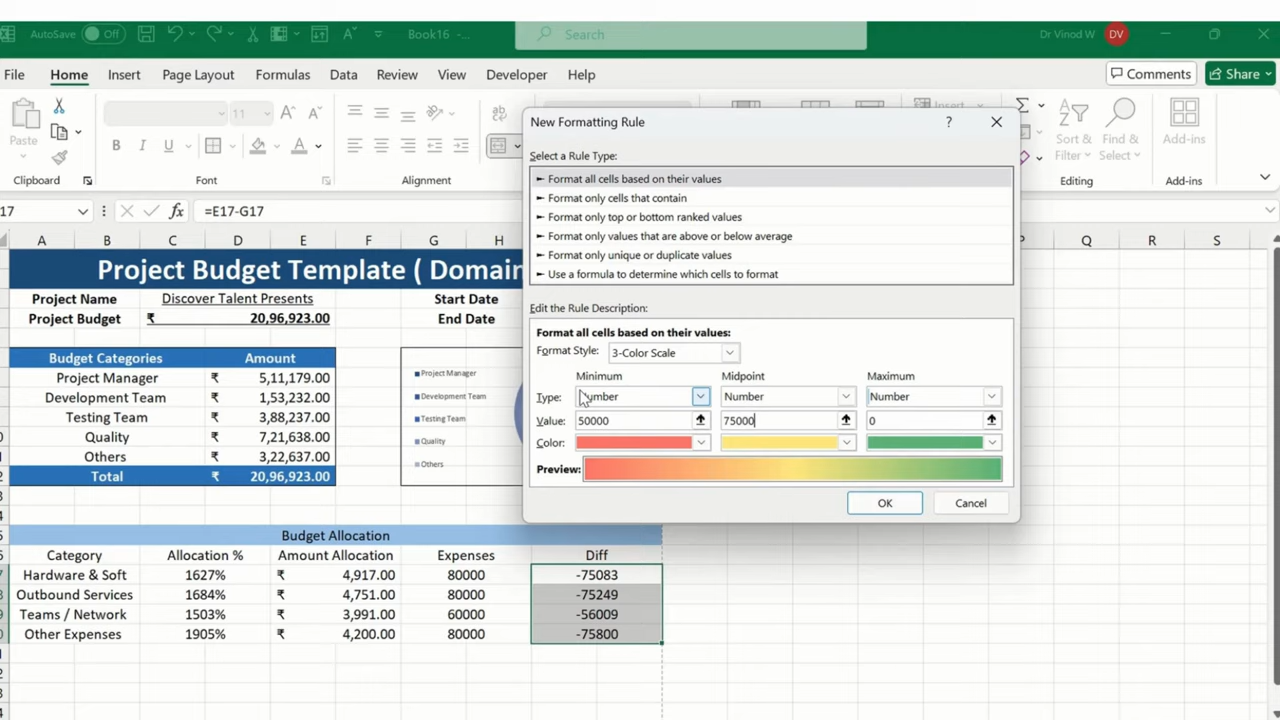 AutoSave Off Book16 -... Search Dr Vinod W DV
File Home Insert Page Layout Formulas Data Review View Developer Help Comments Share
Paste 11 Insert Sort & Find & Add-ins
B I U A Filter Select
Clipboard Font Alignment Editing Add-ins
17 fx =E17-G17
A B C D E F G H P Q R S
Project Budget Template ( Domain
Project Name Discover Talent Presents Start Date
Project Budget ₹ 20,96,923.00 End Date
Budget Categories Amount
Project Manager ₹ 5,11,179.00
Development Team ₹ 1,53,232.00
Testing Team ₹ 3,88,237.00
Quality ₹ 7,21,638.00
Others ₹ 3,22,637.00
Total ₹ 20,96,923.00
Project Manager
Development Team
Testing Team
Quality
Others
Budget Allocation
Category Allocation % Amount Allocation Expenses Diff
Hardware & Soft 1627% ₹ 4,917.00 80000 -75083
Outbound Services 1684% ₹ 4,751.00 80000 -75249
Teams / Network 1503% ₹ 3,991.00 60000 -56009
Other Expenses 1905% ₹ 4,200.00 80000 -75800
New Formatting Rule ?
Select a Rule Type:
► Format all cells based on their values
► Format only cells that contain
► Format only top or bottom ranked values
► Format only values that are above or below average
► Format only unique or duplicate values
► Use a formula to determine which cells to format
Edit the Rule Description:
Format all cells based on their values:
Format Style: 3-Color Scale
Minimum Midpoint Maximum
Type: Number Number Number
Value: 50000 75000 0
Color:
Preview:
OK Cancel